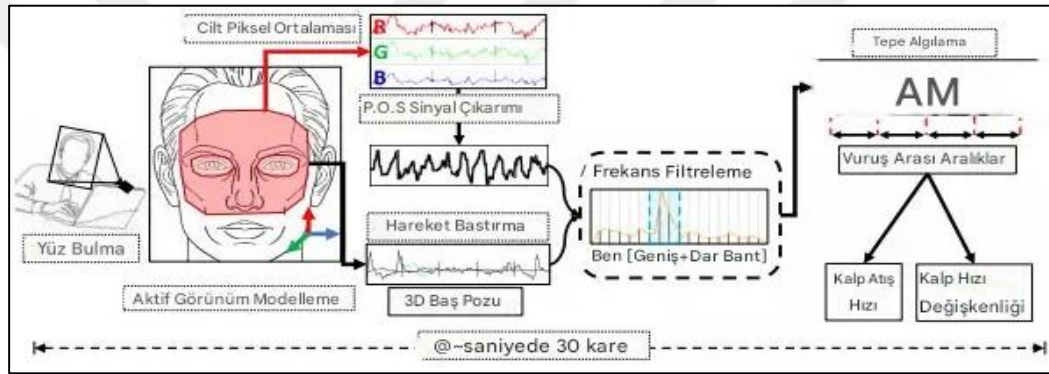 Cilt Piksel Ortalaması
R
G
B
P.O.S Sinyal Çıkarımı
Yüz Bulma
Aktif Görünüm Modelleme
Hareket Bastırma
3D Baş Pozu
Frekans Filtreleme
Ben [Geniş+Dar Bant]
Tepe Algılama
AM
Vuruş Arası Aralıklar
Kalp Atış
Hızı
Kalp Hızı
Değişkenliği
@~saniyede 30 kare